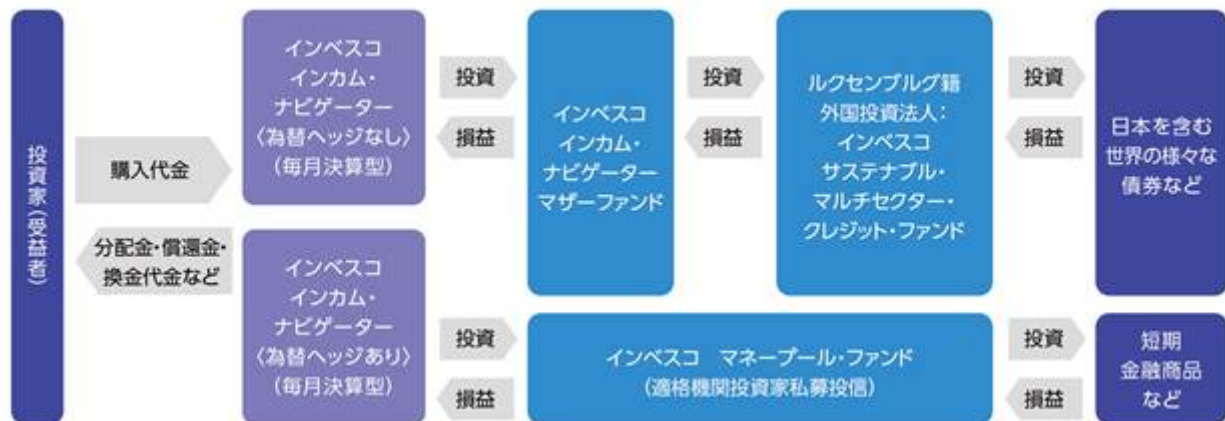 投資家(受益者)
購入代金
分配金・償還金・
換金代金など
インベスコ
インカム・
ナビゲーター
〈為替ヘッジなし〉
(毎月決算型)
インベスコ
インカム・
ナビゲーター
〈為替ヘッジあり〉
(毎月決算型)
投資
損益
インベスコ
インカム・
ナビゲーター
マザーファンド
投資
損益
ルクセンブルグ籍
外国投資法人：
インベスコ
サステナブル・
マルチセクター・
クレジット・ファンド
投資
損益
日本を含む
世界の様々な
債券など
投資
損益
インベスコ　マネープール・ファンド
(適格機関投資家私募投信)
投資
損益
短期
金融商品
など